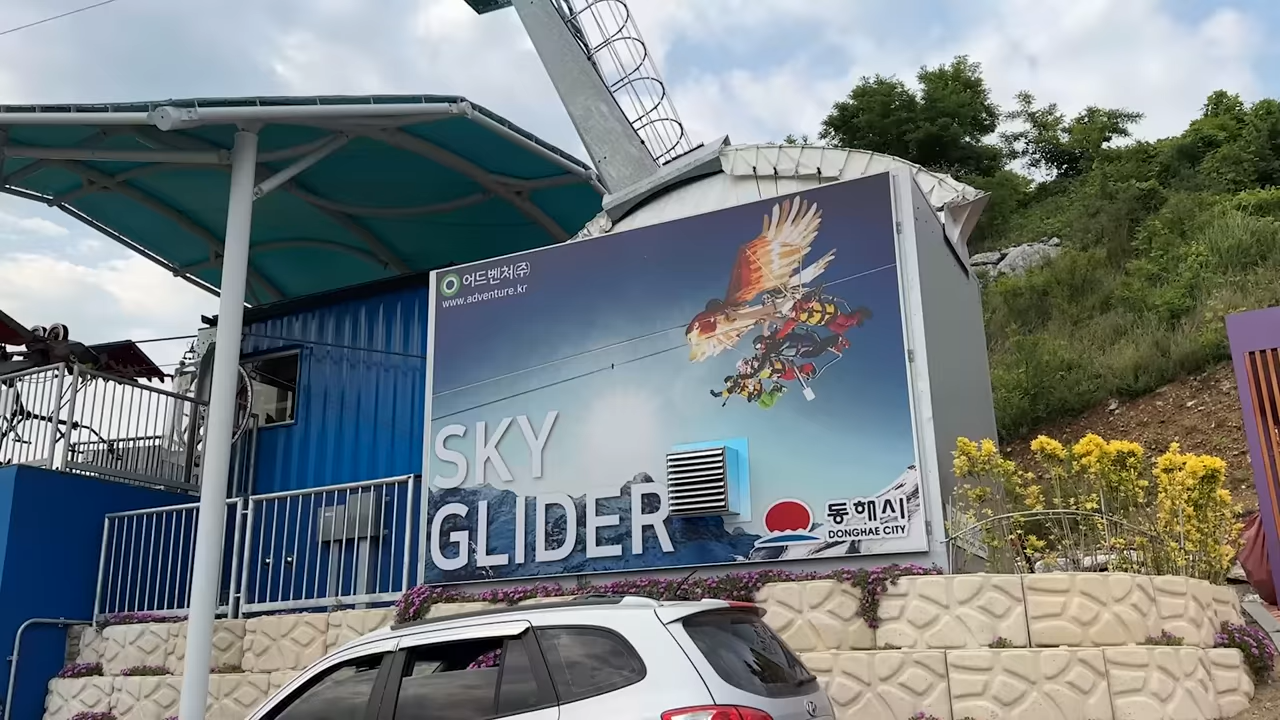 어드벤처(주)
www.adventure.kr
SKY
GLIDER
동해시
DONGHAE CITY